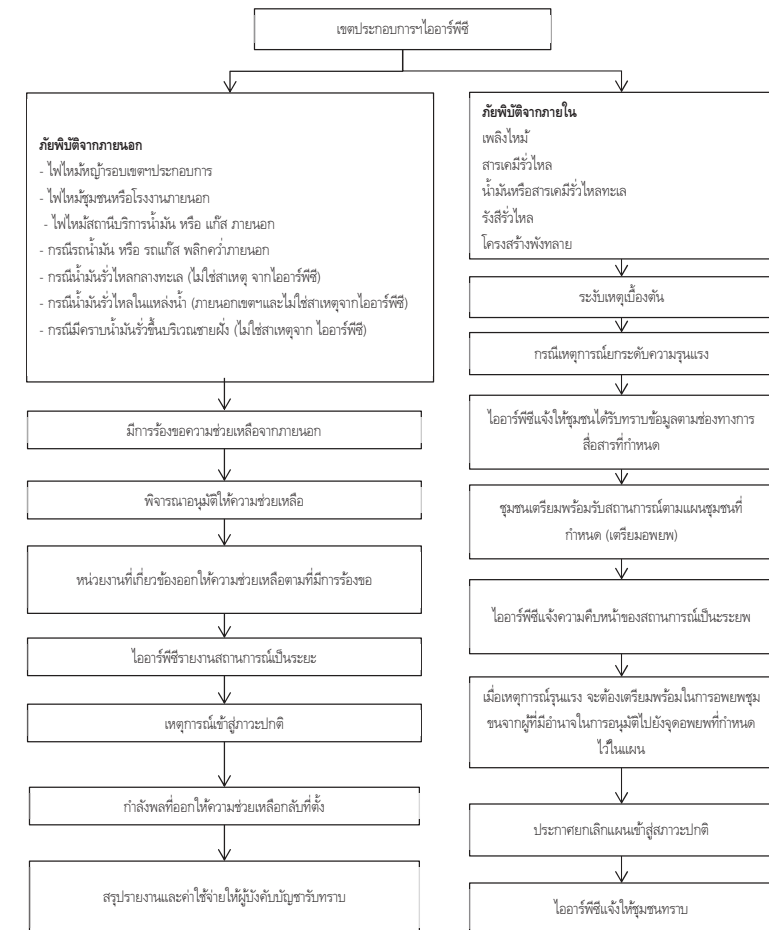 เขตประกอบการฯไออาร์พีซี
ภัยพิบัติจากภายนอก
- ไฟไหม้หญ้ารอบเขตฯประกอบการ
- ไฟไหม้ชุมชนหรือโรงงานภายนอก
- ไฟไหม้สถานีบริการน้ำมัน หรือ แก๊ส ภายนอก
- กรณีรถน้ำมัน หรือ รถแก๊ส พลิกคว่ำภายนอก
- กรณีน้ำมันรั่วไหลกลางทะเล (ไม่ใช่สาเหตุ จากไออาร์พีซี)
- กรณีน้ำมันรั่วไหลในแหล่งน้ำ (ภายนอกเขตฯและไม่ใช่สาเหตุจากไออาร์พีซี)
- กรณีมีคราบน้ำมันรั่วขึ้นบริเวณชายฝั่ง (ไม่ใช่สาเหตุจาก ไออาร์พีซี)
มีการร้องขอความช่วยเหลือจากภายนอก
พิจารณาอนุมัติให้ความช่วยเหลือ
หน่วยงานที่เกี่ยวข้องออกให้ความช่วยเหลือตามที่มีการร้องขอ
ไออาร์พีซีรายงานสถานการณ์เป็นระยะ
เหตุการณ์เข้าสู่ภาวะปกติ
กำลังพลที่ออกให้ความช่วยเหลือกลับที่ตั้ง
สรุปรายงานและค่าใช้จ่ายให้ผู้บังคับบัญชารับทราบ
ภัยพิบัติจากภายใน
เพลิงไหม้
สารเคมีรั่วไหล
น้ำมันหรือสารเคมีรั่วไหลทะเล
รังสีรั่วไหล
โครงสร้างพังทลาย
ระงับเหตุเบื้องต้น
กรณีเหตุการณ์ยกระดับความรุนแรง
ไออาร์พีซีแจ้งให้ชุมชนได้รับทราบข้อมูลตามช่องทางการ
สื่อสารที่กำหนด
ชุมชนเตรียมพร้อมรับสถานการณ์ตามแผนชุมชนที่
กำหนด (เตรียมอพยพ)
ไออาร์พีซีแจ้งความคืบหน้าของสถานการณ์เป็นะระยพ
เมื่อเหตุการณ์รุนแรง จะต้องเตรียมพร้อมในการอพยพชุม
ชนจากผู้ที่มีอำนาจในการอนุมัติไปยังจุดอพยพที่กำหนด
ไว้ในแผน
ประกาศยกเลิกแผนเข้าสู่สภาวะปกติ
ไออาร์พีซีแจ้งให้ชุมชนทราบ